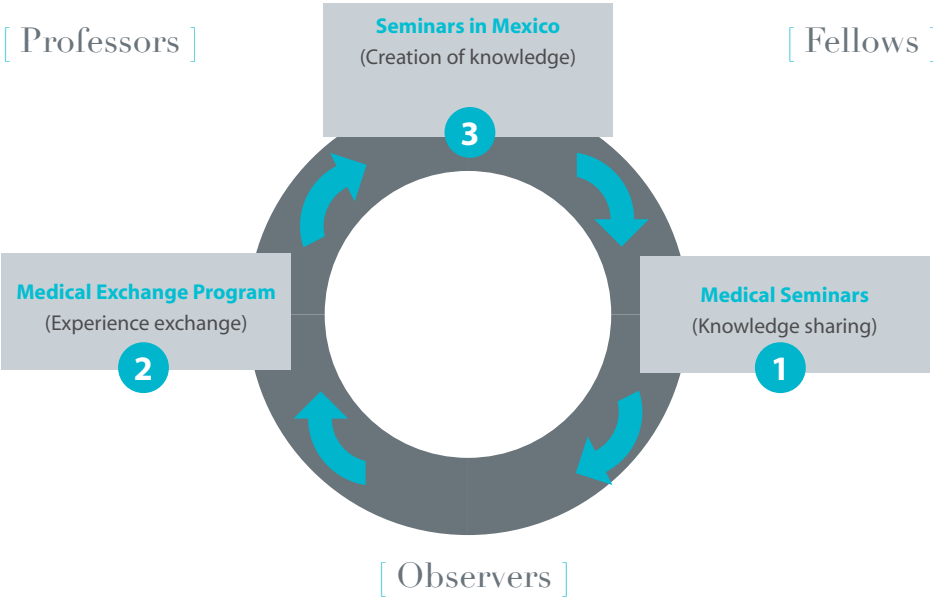 [ Professors ]
Seminars in Mexico
(Creation of knowledge)
[ Fellows ]
3
Medical Exchange Program
(Experience exchange)
2
Medical Seminars
(Knowledge sharing)
1
[ Observers ]